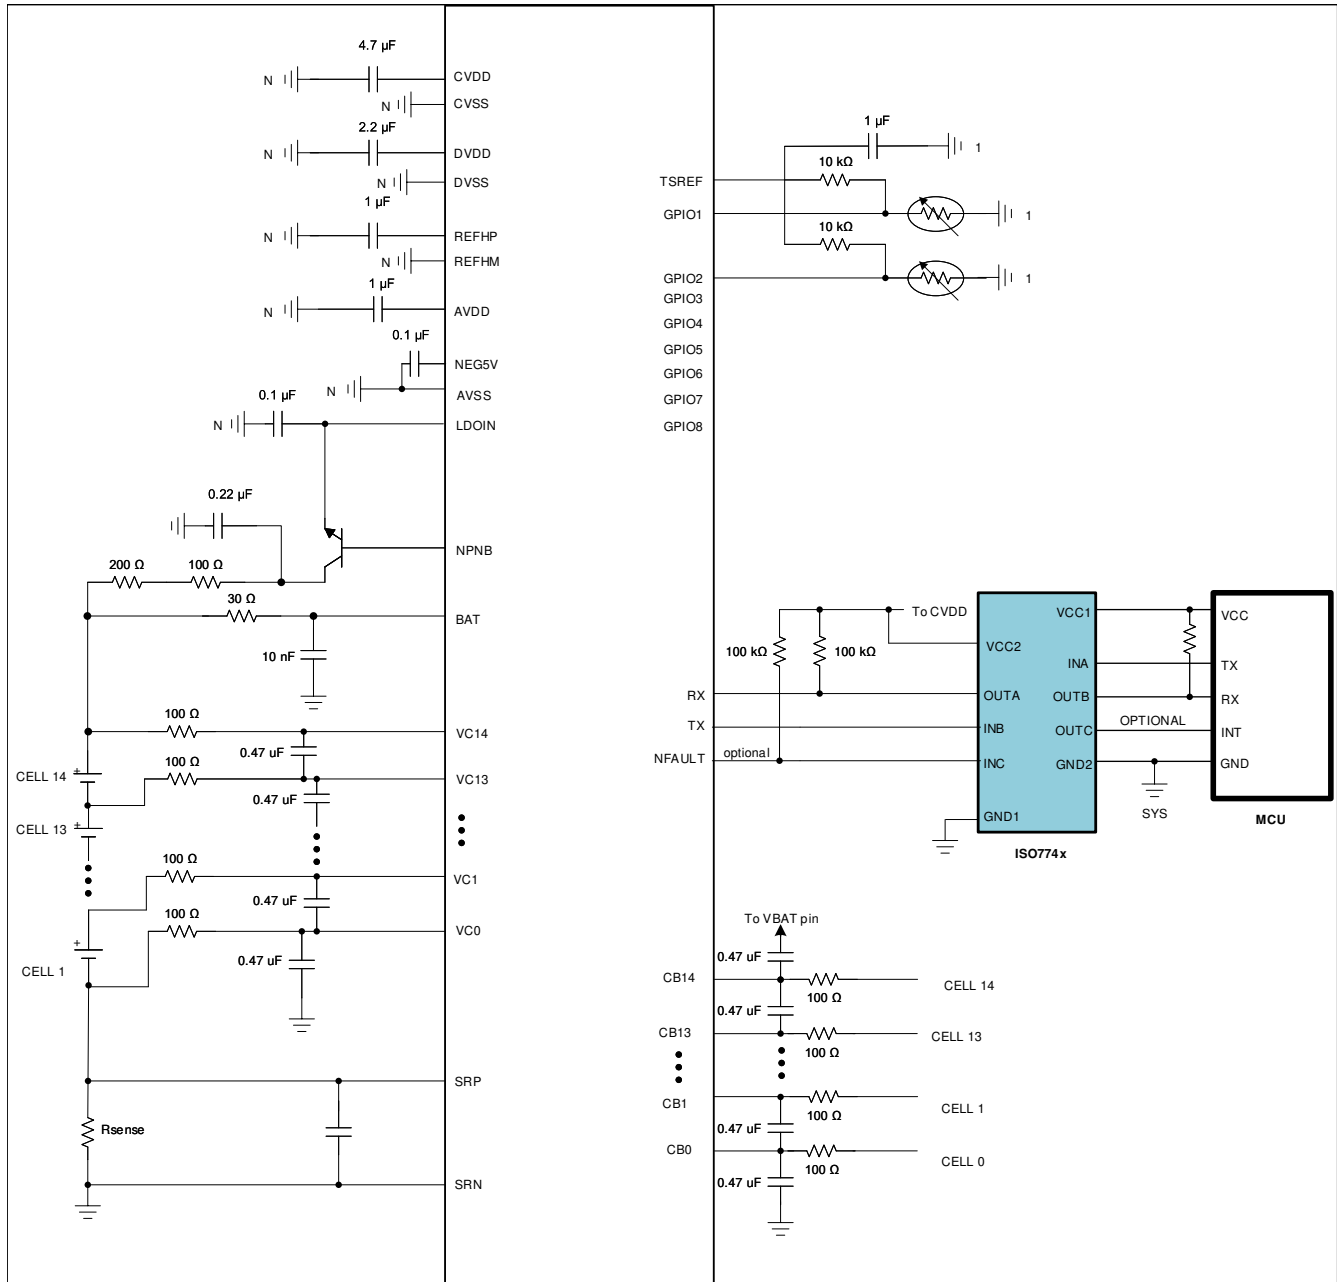 4.7 µF
N
CVDD
N
CVSS
2.2 µF
N
DVDD
N
DVSS
1 µF
N
REFHP
N
REFHM
1 µF
N
AVDD
0.1 µF
NEG5V
N
AVSS
0.1 µF
N
LDOIN
0.22 µF
NPNB
200 Ω
100 Ω
30 Ω
BAT
10 nF
100 Ω
VC14
0.47 uF
CELL 14
+
100 Ω
VC13
0.47 uF
CELL 13
+
100 Ω
VC1
0.47 uF
100 Ω
VC0
+
0.47 uF
CELL 1
SRP
Rsense
SRN
1 µF
1
10 kΩ
TSREF
GPIO1
1
10 kΩ
GPIO2
1
GPIO3
GPIO4
GPIO5
GPIO6
GPIO7
GPIO8
To CVDD
VCC1
VCC
100 kΩ
100 kΩ
VCC2
INA
TX
RX
OUTA
OUTB
RX
TX
INB
OUTC
OPTIONAL
INT
NFAULT
optional
INC
GND2
GND
GND1
SYS
MCU
ISO774x
To VBAT pin
0.47 uF
CB14
100 Ω
CELL 14
0.47 uF
CB13
100 Ω
CELL 13
CB1
100 Ω
CELL 1
0.47 uF
CB0
100 Ω
CELL 0
0.47 uF